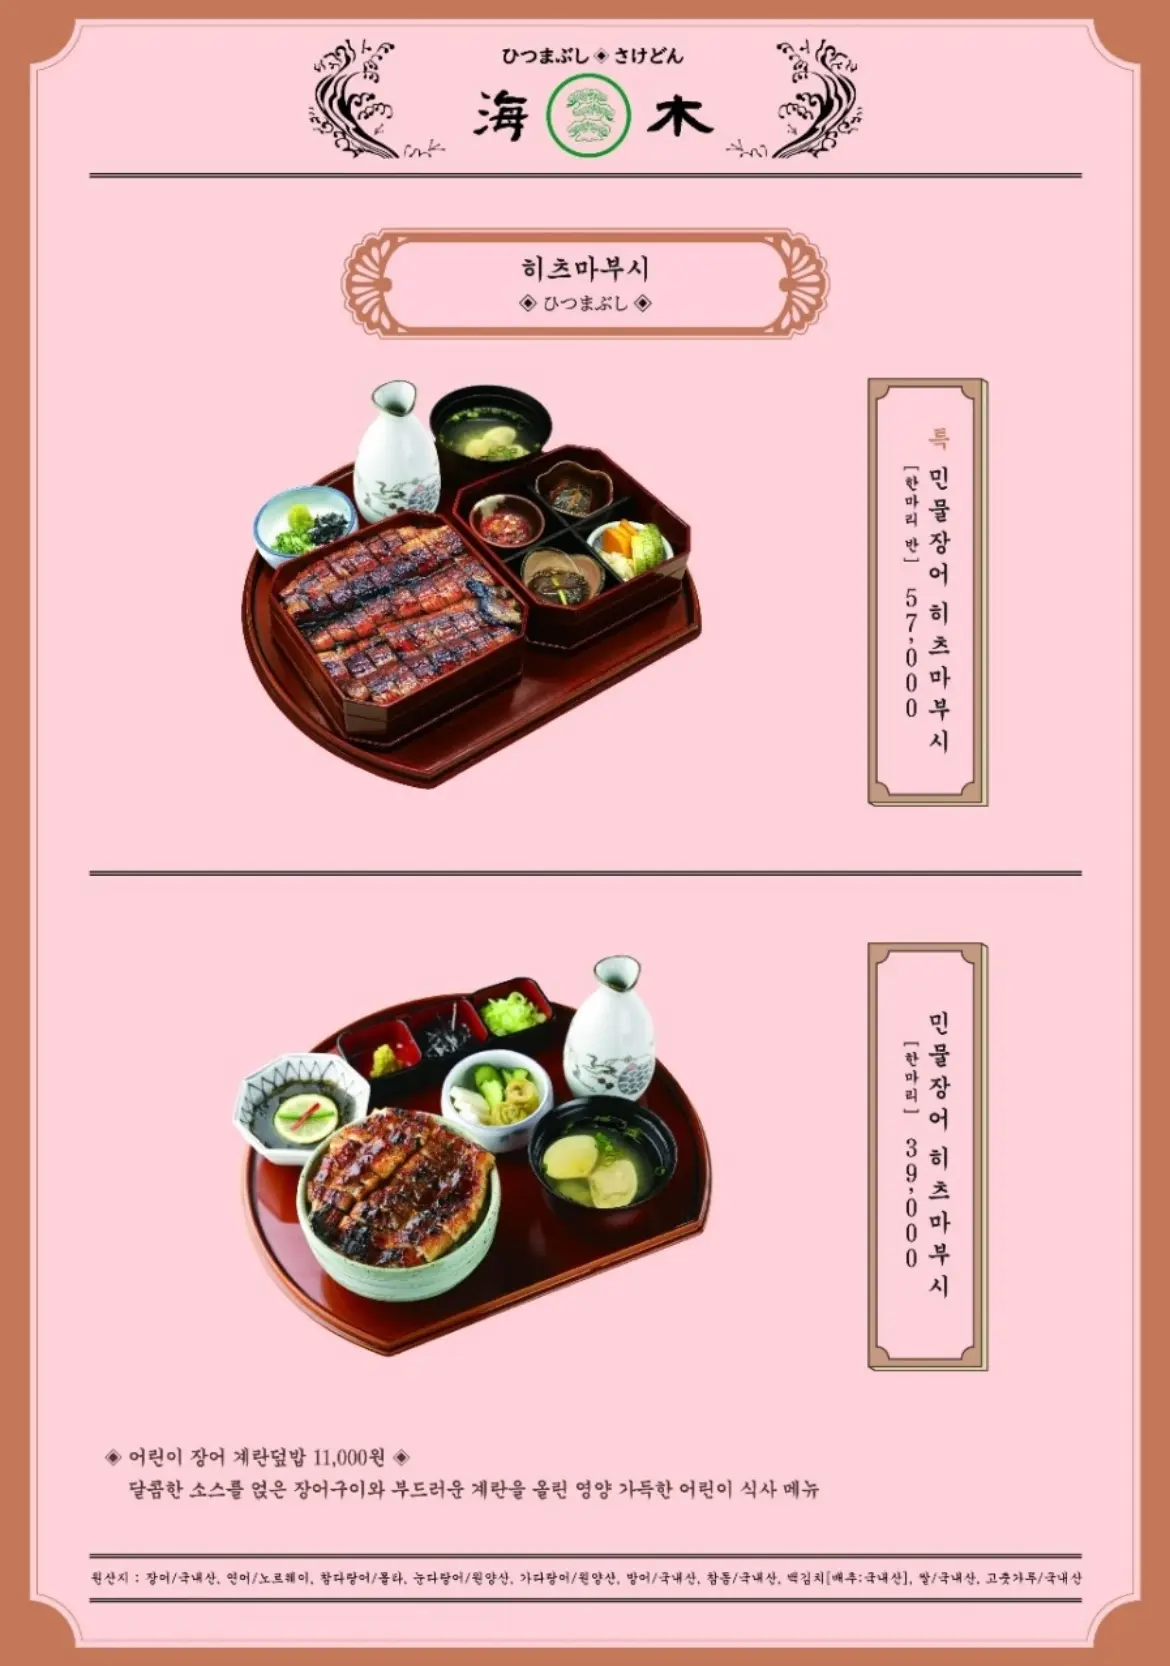 ひつまぶし◈さけどん
海 木
히츠마부시
◈ ひつまぶし ◈
특 민물장어 히츠마부시
[한마리 반] 57,000
민물장어 히츠마부시
[한마리] 39,000
◈ 어린이 장어 계란덮밥 11,000원 ◈
달콤한 소스를 얹은 장어구이와 부드러운 계란을 올린 영양 가득한 어린이 식사 메뉴
원산지 : 장어/국내산, 연어/노르웨이, 참다랑어/몰타, 눈다랑어/원양산, 가다랑어/원양산, 방어/국내산, 참돔/국내산, 백김치[배추:국내산], 쌀/국내산, 고춧가루/국내산